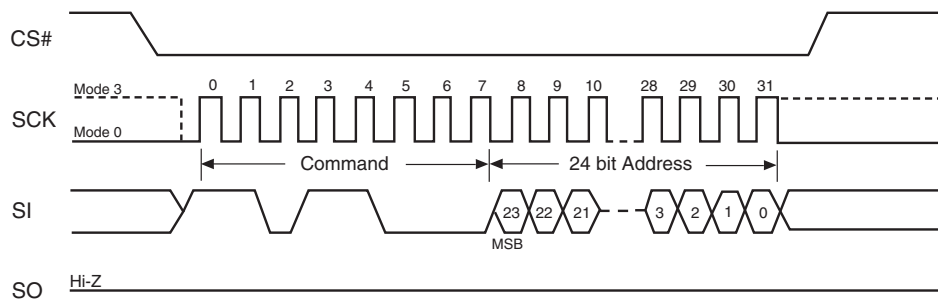 CS#
Mode 3
0 1 2 3 4 5 6 7 8 9 10 28 29 30 31
SCK
Mode 0
Command 24 bit Address
SI
23 22 21 3 2 1 0
MSB
Hi-Z
SO